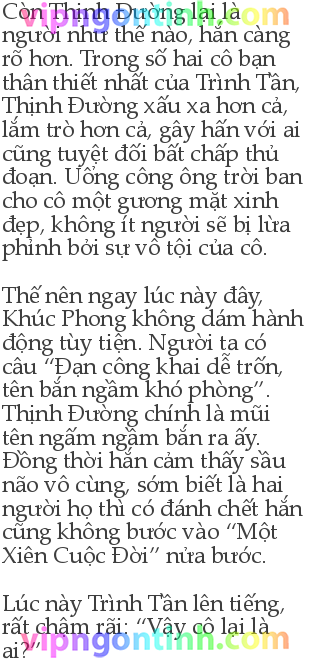 Còn Thịnh Đường lại là
vipngontinh.com
người như thế nào, hắn càng
rõ hơn. Trong số hai cô bạn
thân thiết nhất của Trình Tần,
Thịnh Đường xấu xa hơn cả,
lắm trò hơn cả, gây hấn với ai
cũng tuyệt đối bất chấp thủ
đoạn. Uổng công ông trời ban
cho cô một gương mặt xinh
đẹp, không ít người sẽ bị lừa
phỉnh bởi sự vô tội của cô.
Thế nên ngay lúc này đây,
Khúc Phong không dám hành
động tùy tiện. Người ta có
câu “Đạn công khai dễ trốn,
tên bắn ngầm khó phòng”.
Thịnh Đường chính là mũi
tên ngấm ngầm bắn ra ấy.
Đồng thời hắn cảm thấy sầu
não vô cùng, sớm biết là hai
người họ thì có đánh chết hắn
cũng không bước vào “Một
Xiên Cuộc Đời” nửa bước.
Lúc này Trình Tần lên tiếng,
rất chậm rãi: “Vậy cô lại là
vipngontinh.com
ai?”